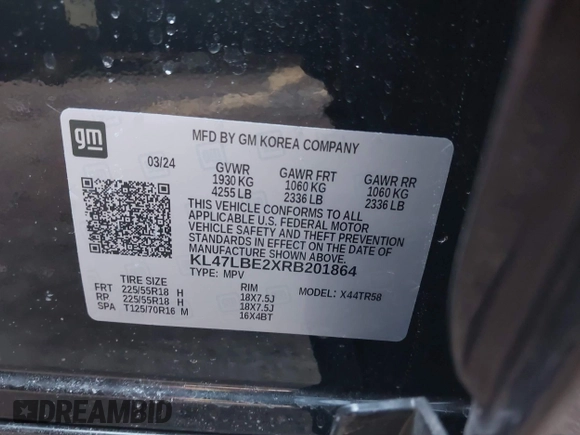 gm
MFD BY GM KOREA COMPANY
03/24 GVWR GAWR FRT GAWR RR
1930 KG 1060 KG 1060 KG
4255 LB 2336 LB 2336 LB
THIS VEHICLE CONFORMS TO ALL
APPLICABLE U.S. FEDERAL MOTOR
VEHICLE SAFETY AND THEFT PREVENTION
STANDARDS IN EFFECT ON THE DATE OF
MANUFACTURE SHOWN ABOVE.
KL47LBE2XRB201864
TYPE: MPV
TIRE SIZE RIM MODEL: X44TR58
FRT 225/55R18 H 18X7.5J
RR 225/55R18 H 18X7.5J
SPA T125/70R16 M 16X4BT
DREAMBID